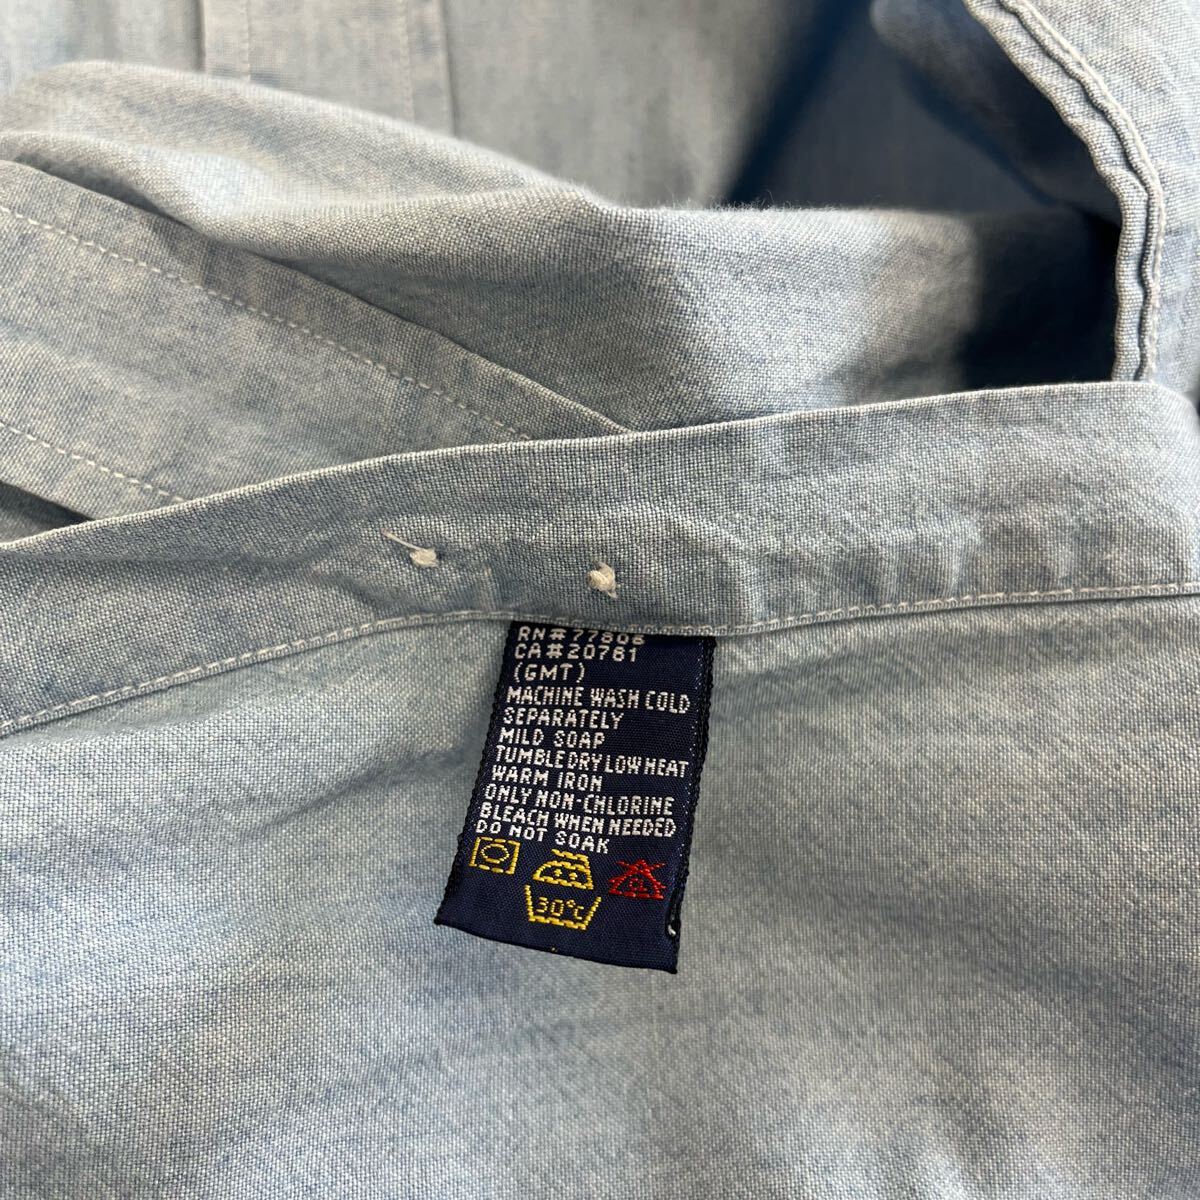 RN#77806
CA#20761
(GMT)
MACHINE WASH COLD
SEPARATELY
MILD SOAP
TUMBLE DRY LOW HEAT
WARM IRON
ONLY NON-CHLORINE
BLEACH WHEN NEEDED
DO NOT SOAK
30°C